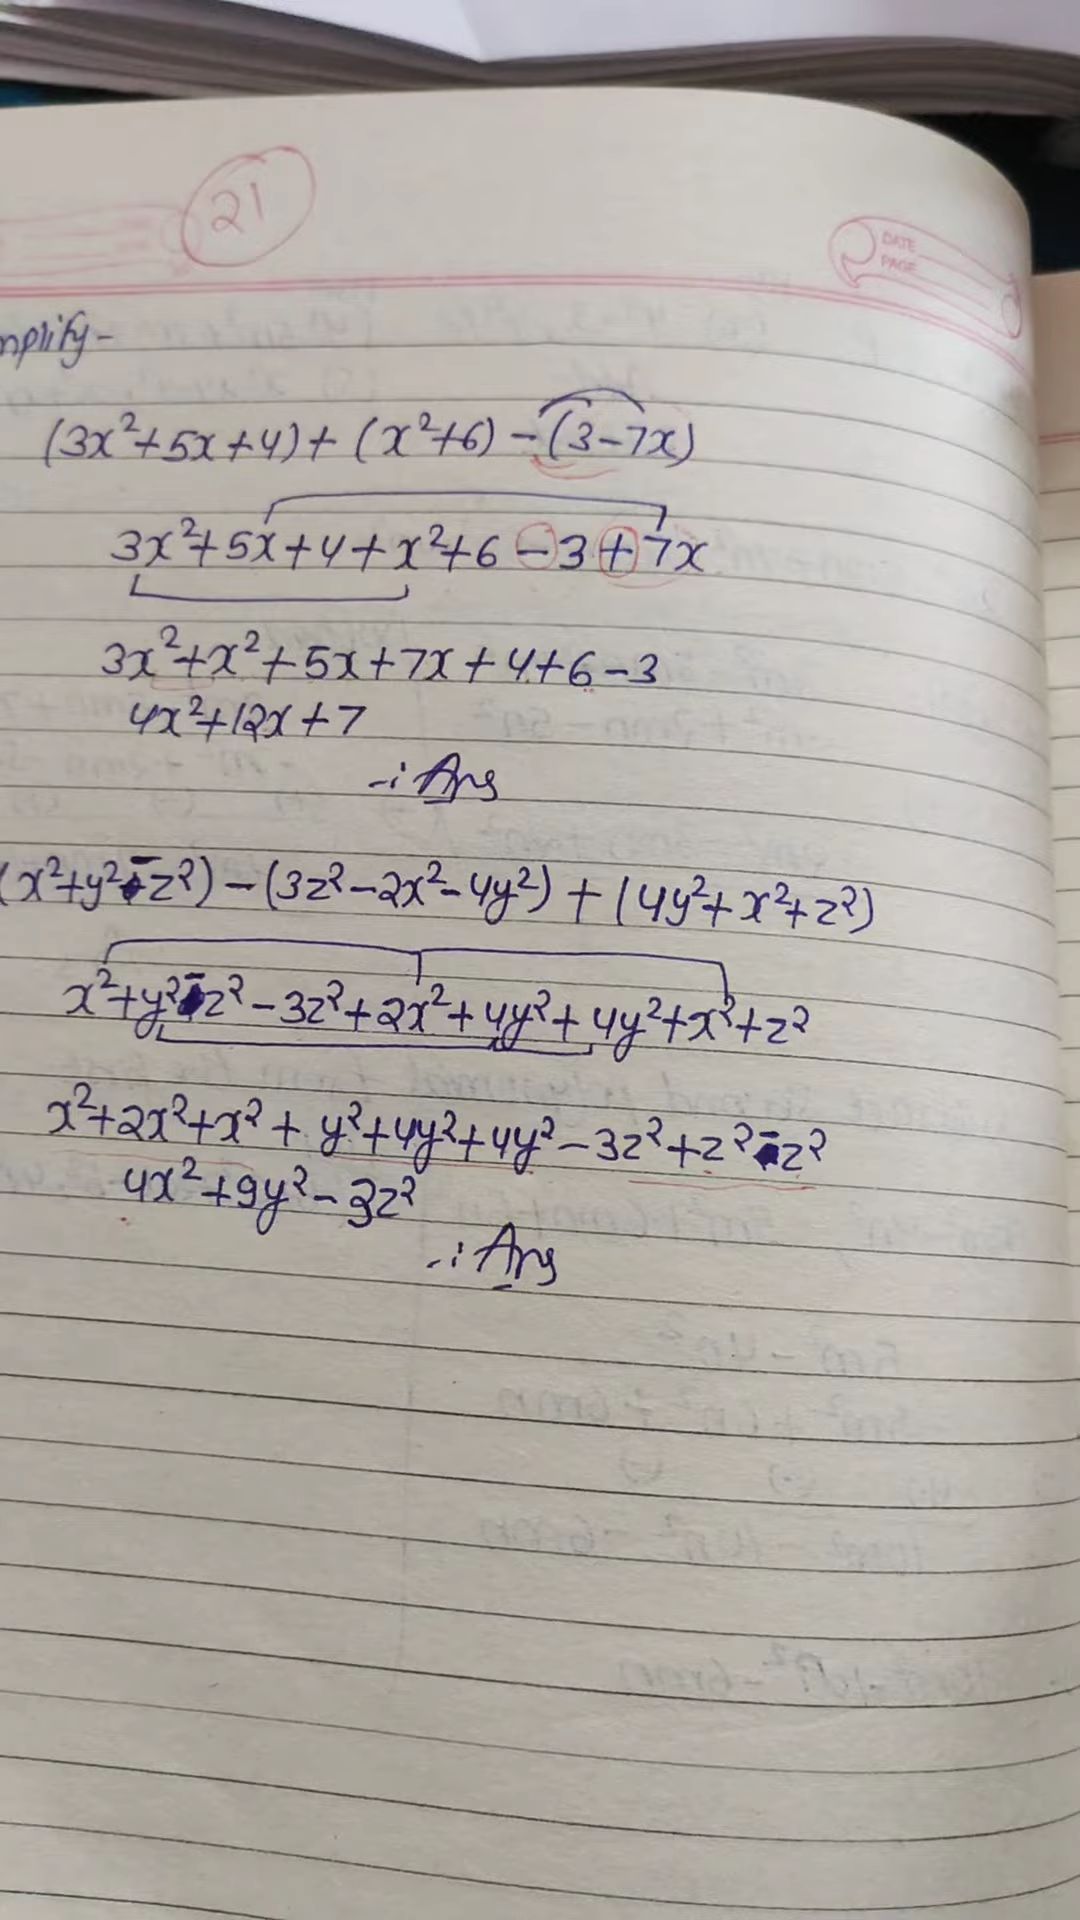 21
DATE
PAGE
mplify-
(3x²+5x+4)+(x²+6)-(3-7x)
3x²+5x+4+x²+6-3+7x
3x²+x²+5x+7x+4+6-3
4x²+12x+7
∴ Ans
(x²+y²-z²)-(3z²-2x²-4y²)+(4y²+x²+z²)
x²+y²-z²-3z²+2x²+4y²+4y²+x²+z²
x²+2x²+x²+y²+4y²+4y²-3z²+z²-z²
4x²+9y²-3z²
∴ Ans